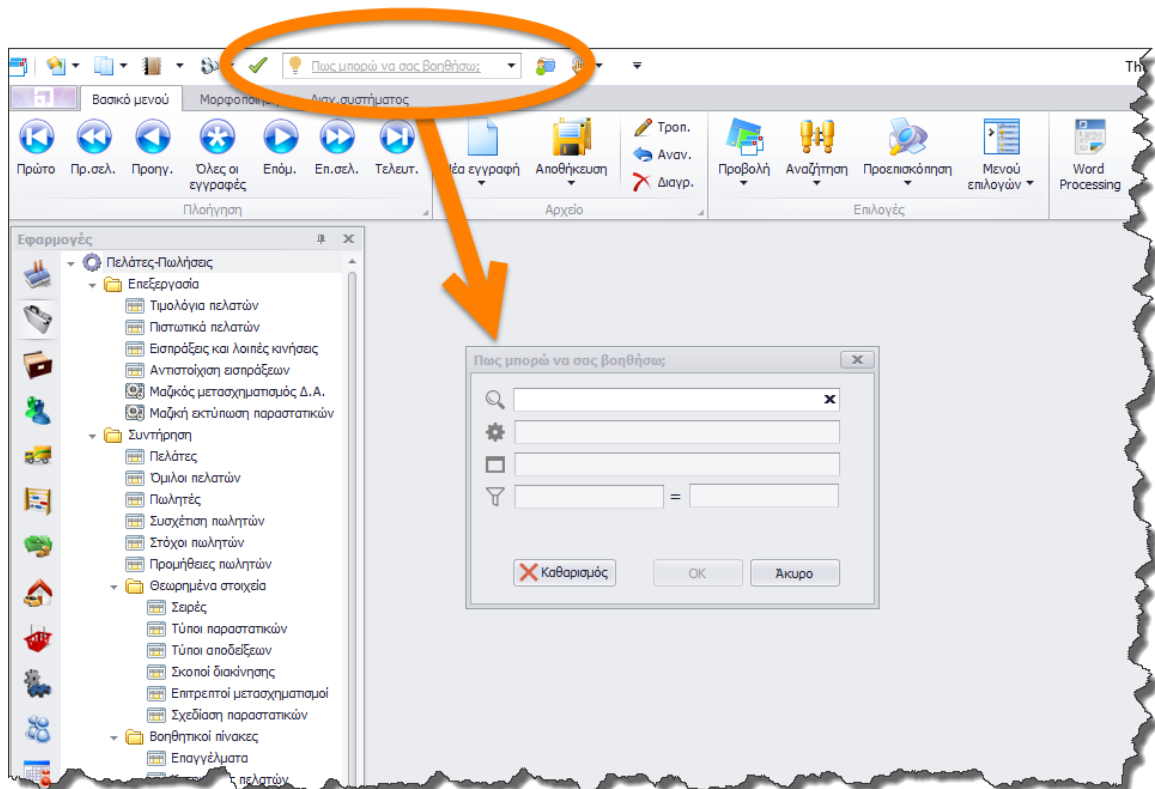 Πως μπορώ να σας βοηθήσω;
Th
Βασικό μενού
Διαχ.συστήματος
Πρώτο
Πρ.σελ.
Προηγ.
Όλες οι
εγγραφές
Επόμ.
Επ.σελ.
Τελευτ.
εγγραφή
Αποθήκευση
Τροπ.
Αναν.
Διαγρ.
Προβολή
Αναζήτηση
Προεπισκόπηση
Μενού
επιλογών
Word
Processing
Πλοήγηση
Αρχείο
Επιλογές
Εφαρμογές
Πελάτες-Πωλήσεις
Επεξεργασία
Τιμολόγια πελατών
Πιστωτικά πελατών
Εισπράξεις και λοιπές κινήσεις
Αντιστοίχιση εισπράξεων
Μαζικός μετασχηματισμός Δ.Α.
Μαζική εκτύπωση παραστατικών
Συντήρηση
Πελάτες
Όμιλοι πελατών
Πωλητές
Συσχέτιση πωλητών
Στόχοι πωλητών
Προμήθειες πωλητών
Θεωρημένα στοιχεία
Σειρές
Τύποι παραστατικών
Τύποι αποδείξεων
Σκοποί διακίνησης
Επιτρεπτοί μετασχηματισμοί
Σχεδίαση παραστατικών
Βοηθητικοί πίνακες
Επαγγέλματα
πελατών
Πως μπορώ να σας βοηθήσω;
=
Καθαρισμός
OK
Άκυρο